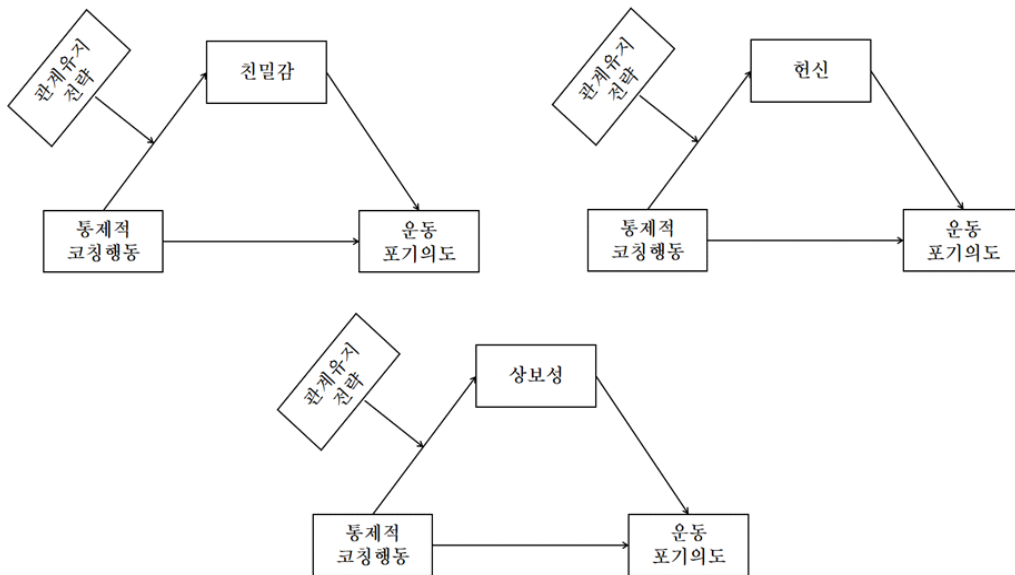 관계유지
전략
친밀감
통제적
코칭행동
운동
포기의도
관계유지
전략
헌신
통제적
코칭행동
운동
포기의도
관계유지
전략
상보성
통제적
코칭행동
운동
포기의도